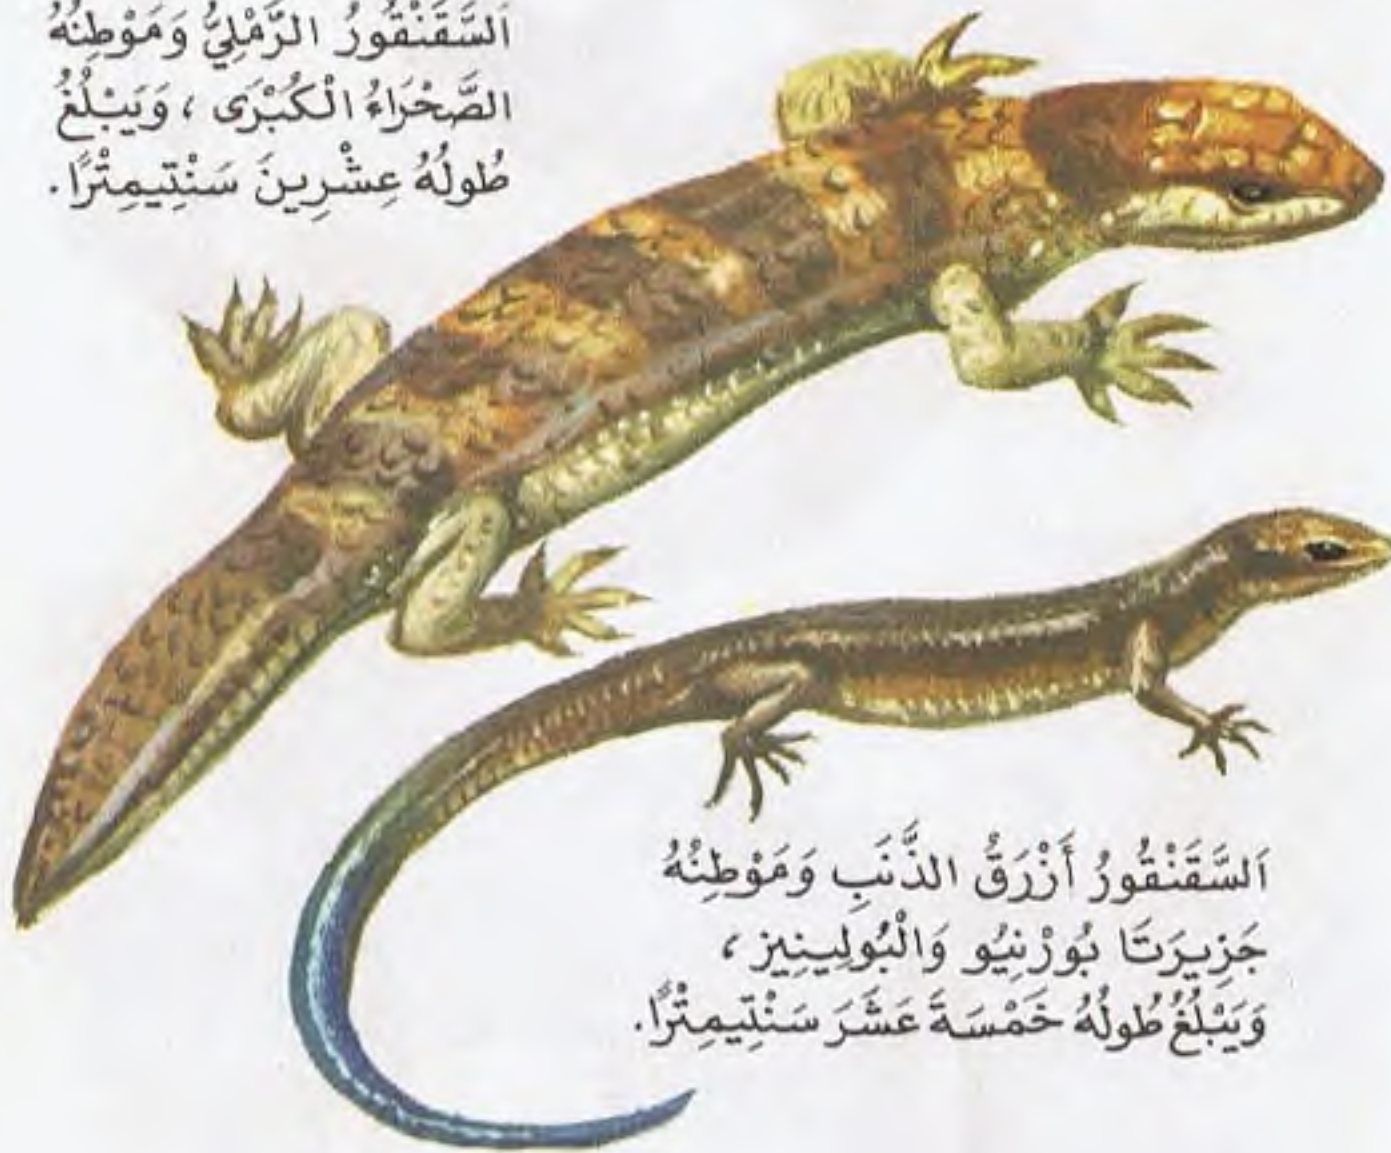 اَلسَّقَنْقُورُ الرَّمْلِيُّ وَمَوْطِنُهُ
الصَّحْرَاءُ الْكُبْرَى ، وَيَبْلُغُ
طُولُهُ عِشْرِينَ سَنْتِيمِتْرًا.
اَلسَّقَنْقُورُ أَزْرَقُ الذَّنَبِ وَمَوْطِنُهُ
جَزِيرَتَا بُورْنِيُو وَالْبُولِينِيز ،
وَيَبْلُغُ طُولُهُ خَمْسَةَ عَشَرَ سَنْتِيمِتْرًا.